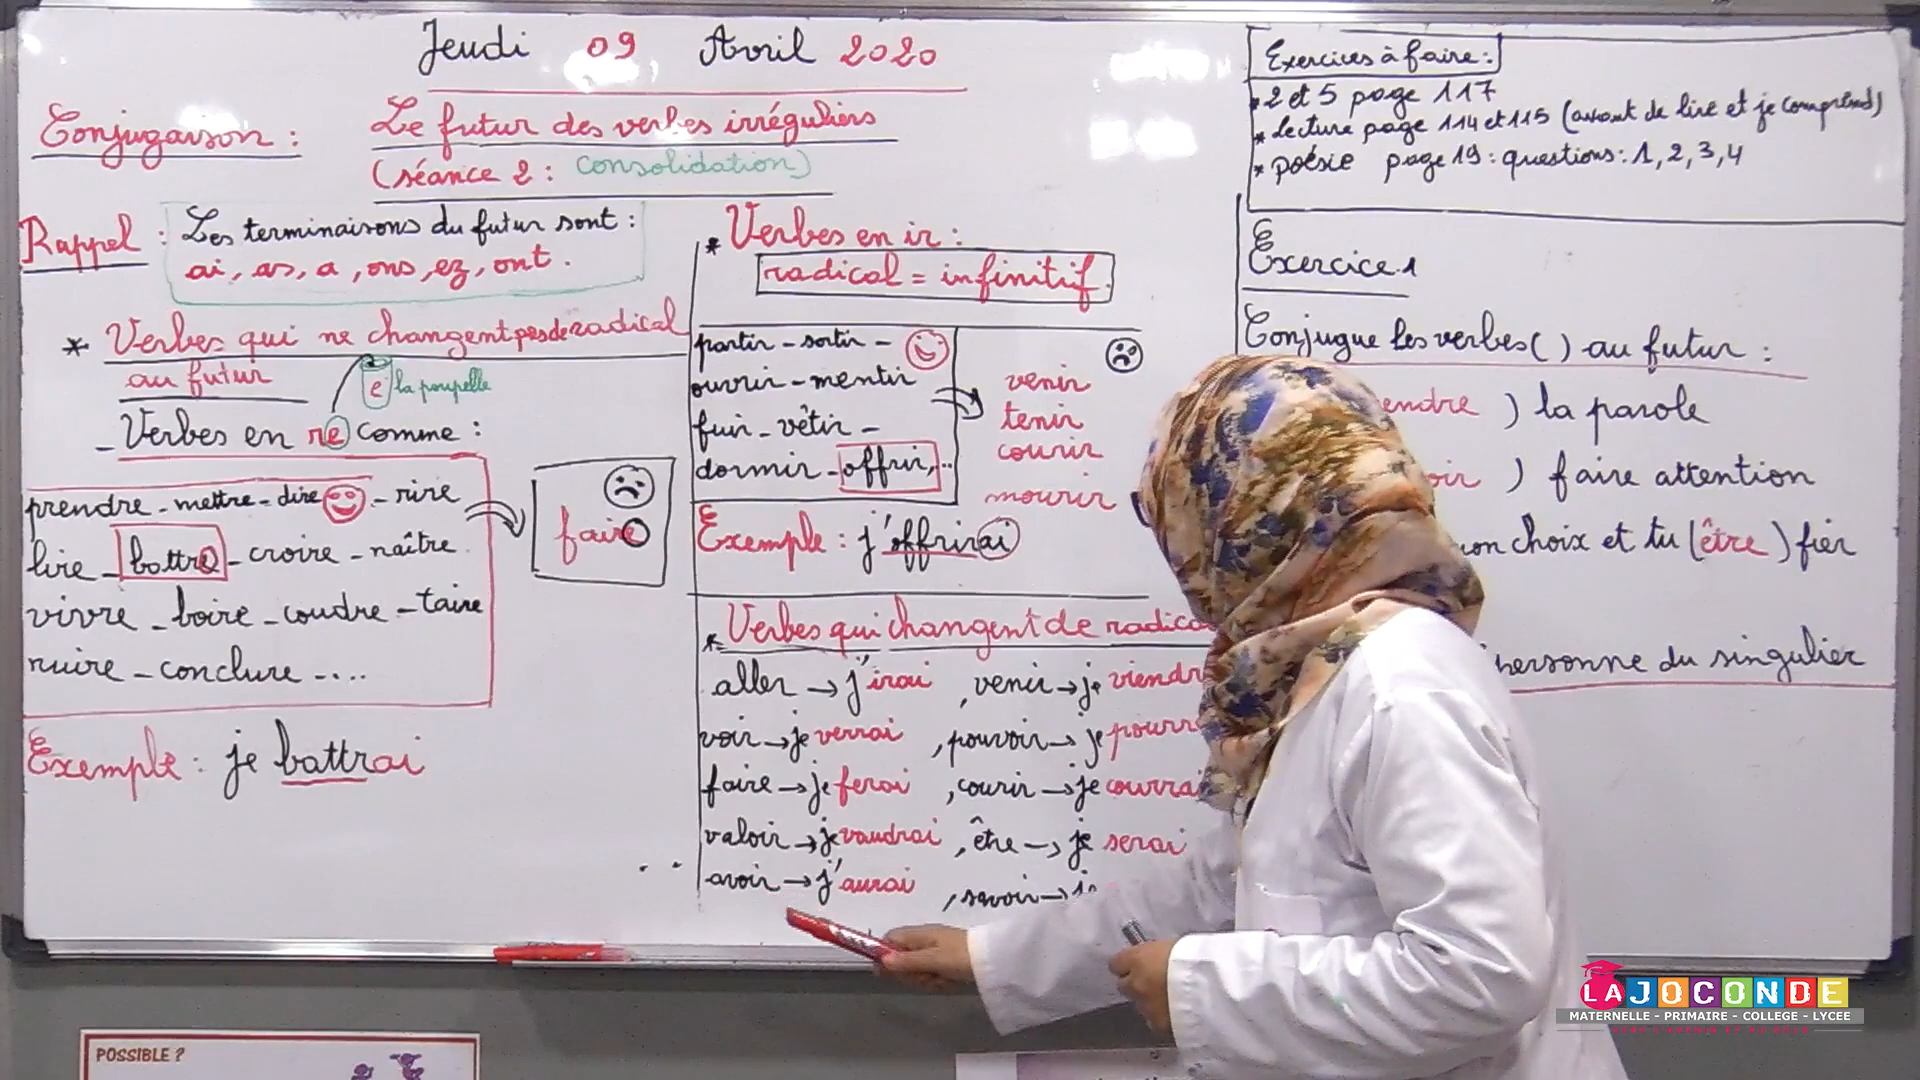 Jeudi 09 Avril 2020
Conjugaison : Le futur des verbes irréguliers
(séance 2 : consolidation)
Rappel : Les terminaisons du futur sont :
ai, as, a, ons, ez, ont.
* Verbes qui ne changent pas de radical
au futur
e la poupelle
- Verbes en re comme :
prendre - mettre - dire - rire
lire - battre - croire - naître
vivre - boire - coudre - taire
nuire - conclure -....
faire
Exemple : je battrai
* Verbes en ir :
radical = infinitif.
partir - sortir -
ouvrir - mentir
fuir - vêtir -
dormir - offrir, ...
venir
tenir
courir
mourir
Exemple : j'offrirai
* Verbes qui changent de radica
aller → j'irai , venir → je viendr
voir → je verrai , pouvoir → je pourr
faire → je ferai , courir → je courrai
valoir → je vaudrai , être → je serai
avoir → j'aurai , savoir → je
Exercices à faire :
* 2 et 5 page 117
* Lecture page 114 et 115 (avant de lire et je comprends)
* poésie page 19 : questions : 1, 2, 3, 4
Exercice 1
Conjugue les verbes ( ) au futur :
endre ) la parole
oir ) faire attention
on choix et tu (être) fier
personne du singulier
POSSIBLE ?
LAJOCONDE
MATERNELLE - PRIMAIRE - COLLEGE - LYCEE